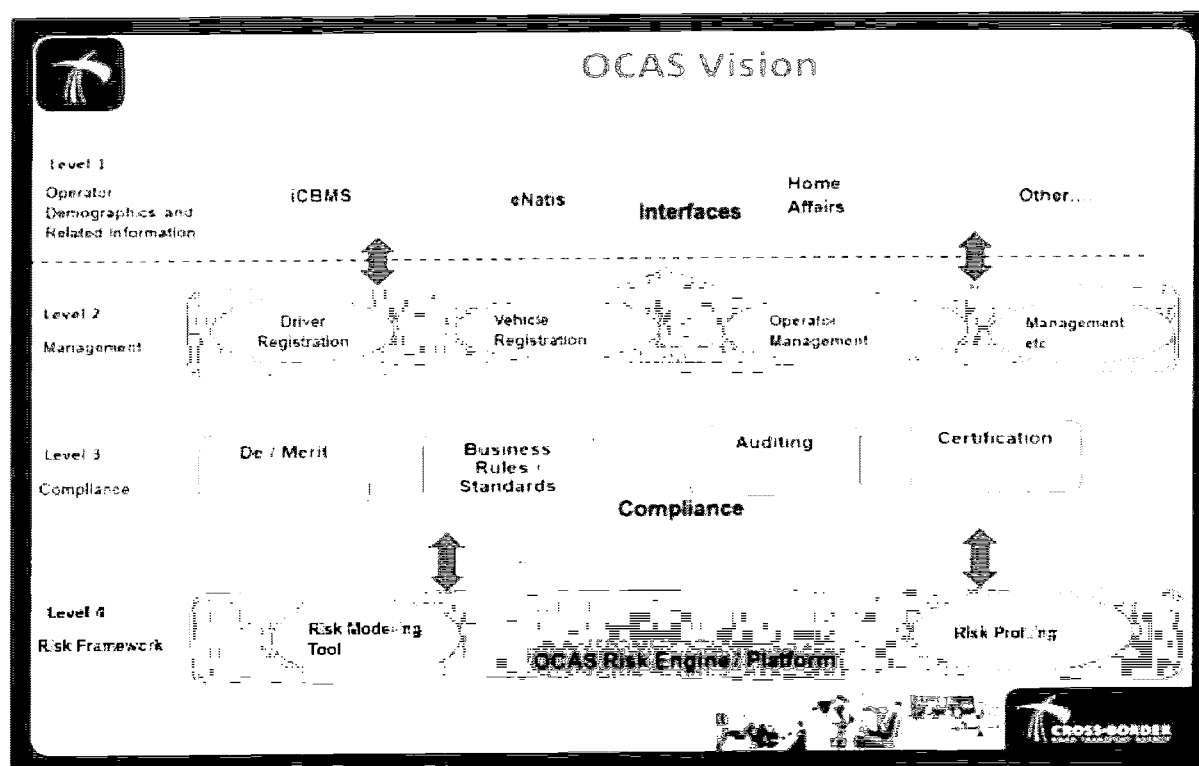 OCAS Vision
Level 1
Operator
Demographics and
Related Information
iCBMS
eNatis
Interfaces
Home
Affairs
Other....
Level 2
Management
Driver
Registration
Vehicle
Registration
Operator
Management
Management
etc
Level 3
Compliance
De / Merit
Business
Rules /
Standards
Auditing
Certification
Compliance
Level 4
Risk Framework
Risk Modeling
Tool
OCAS Risk Engine / Platform
Risk Profiling
CROSS-BORDER